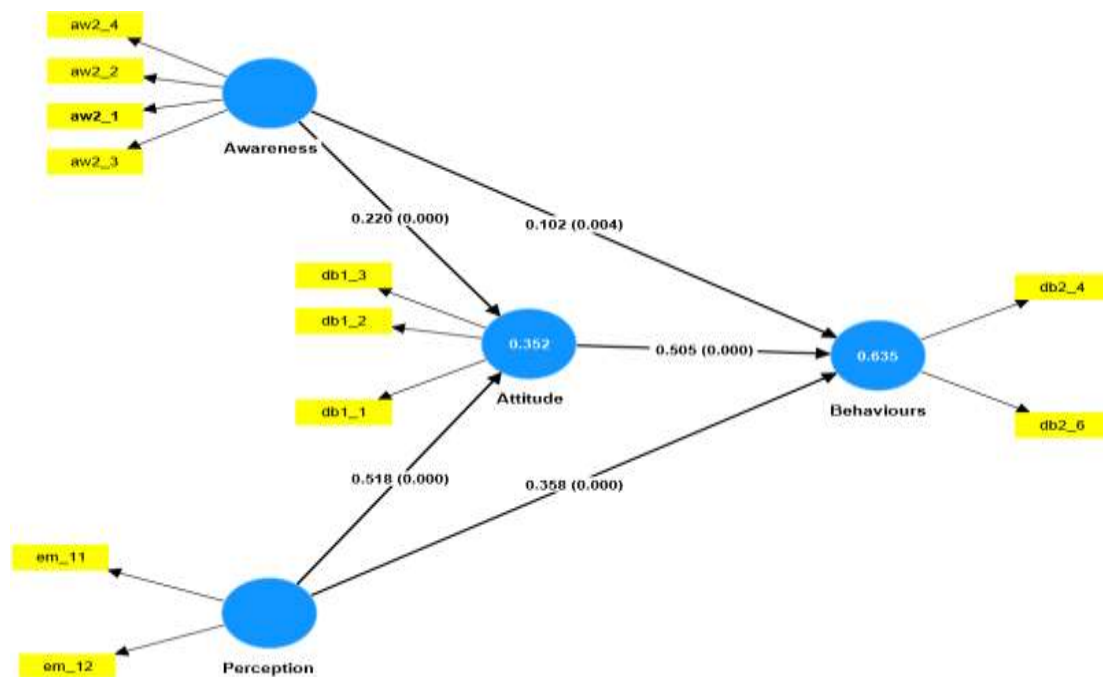 aw2_4
aw2_2
aw2_1
aw2_3
Awareness
0.220 (0.000)
0.102 (0.004)
db1_3
db1_2
db1_1
0.352
Attitude
0.505 (0.000)
0.635
Behaviours
db2_4
db2_6
0.518 (0.000)
0.358 (0.000)
em_11
em_12
Perception